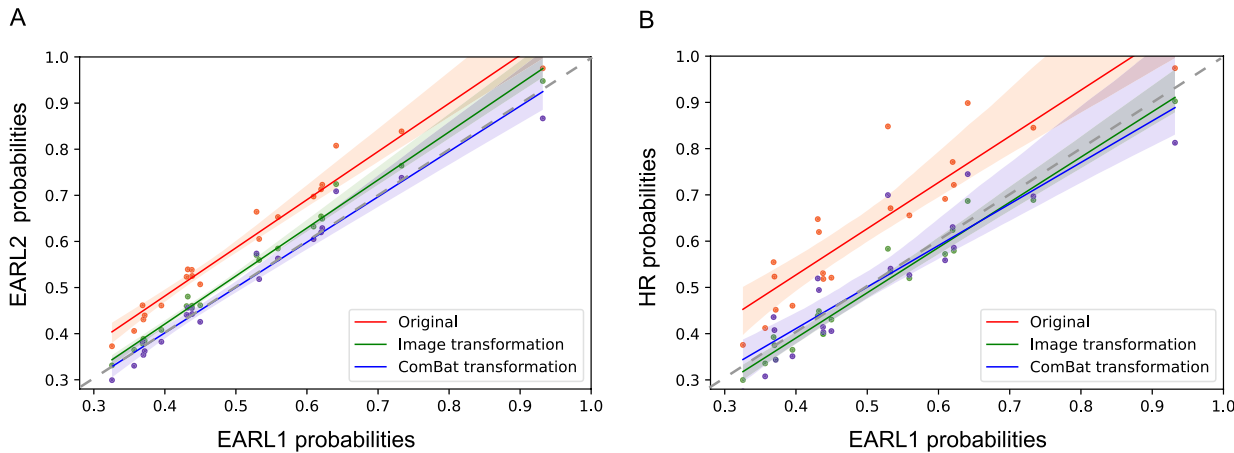 A
1.0
0.9
0.8
0.7
0.6
0.5
0.4
0.3
EARL2 probabilities
Original
Image transformation
ComBat transformation
0.3 0.4 0.5 0.6 0.7 0.8 0.9 1.0
EARL1 probabilities
B
1.0
0.9
0.8
0.7
0.6
0.5
0.4
0.3
HR probabilities
Original
Image transformation
ComBat transformation
0.3 0.4 0.5 0.6 0.7 0.8 0.9 1.0
EARL1 probabilities